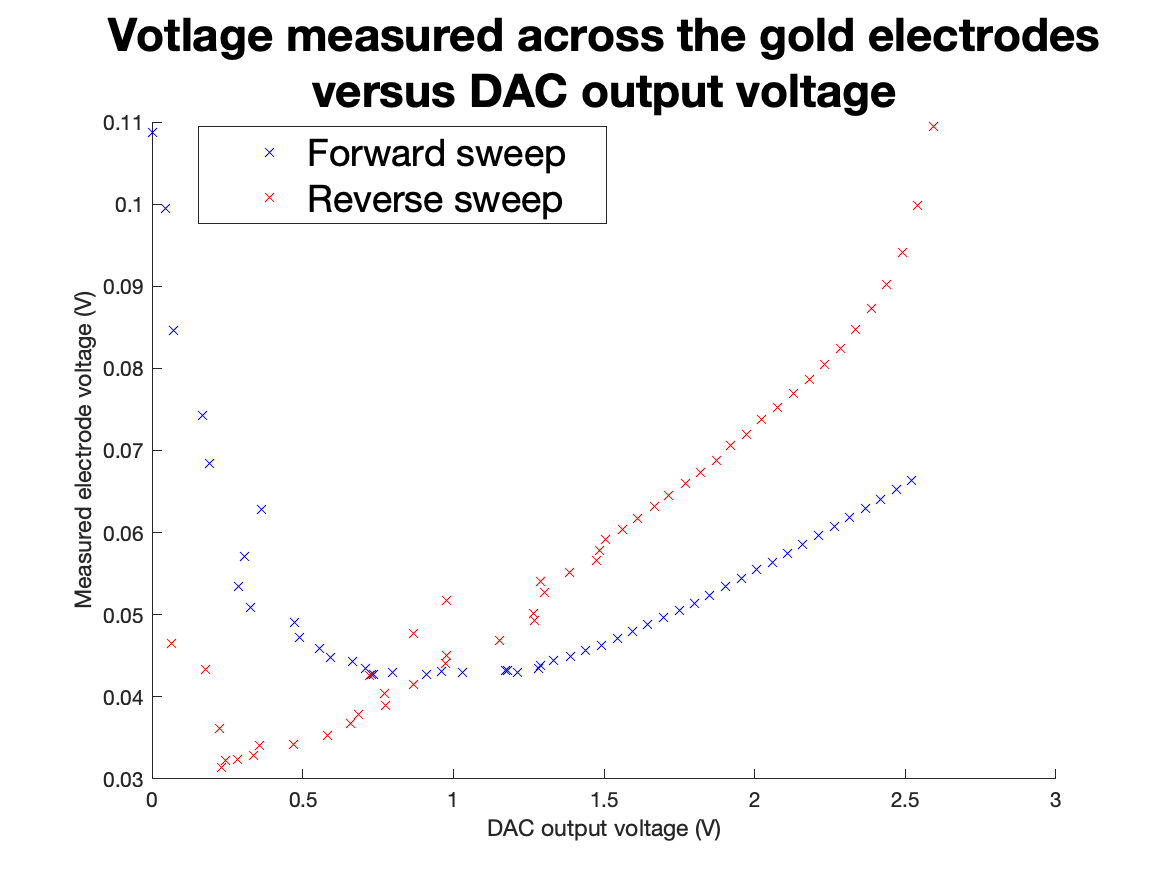 Votlage measured across the gold electrodes
versus DAC output voltage
Forward sweep
Reverse sweep
0.11
0.1
0.09
0.08
0.07
0.06
0.05
0.04
0.03
Measured electrode voltage (V)
0 0.5 1 1.5 2 2.5 3
DAC output voltage (V)